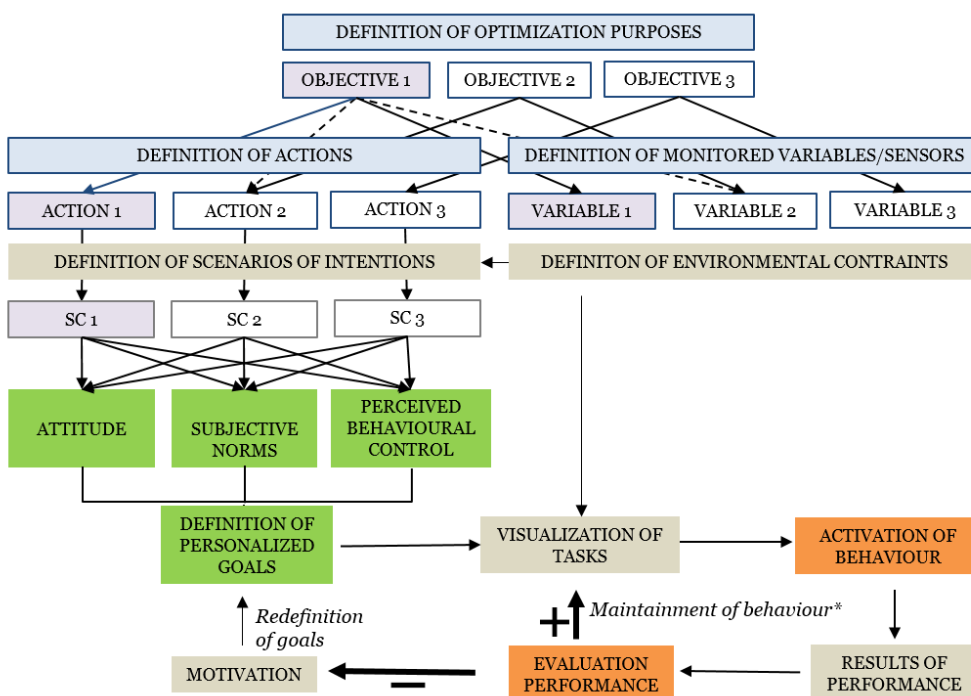 DEFINITION OF OPTIMIZATION PURPOSES
OBJECTIVE 1
OBJECTIVE 2
OBJECTIVE 3
DEFINITION OF ACTIONS
DEFINITION OF MONITORED VARIABLES/SENSORS
ACTION 1
ACTION 2
ACTION 3
VARIABLE 1
VARIABLE 2
VARIABLE 3
DEFINITION OF SCENARIOS OF INTENTIONS
DEFINITON OF ENVIRONMENTAL CONTRAINTS
SC 1
SC 2
SC 3
ATTITUDE
SUBJECTIVE
NORMS
PERCEIVED
BEHAVIOURAL
CONTROL
DEFINITION OF
PERSONALIZED
GOALS
VISUALIZATION OF
TASKS
ACTIVATION OF
BEHAVIOUR
Redefinition
of goals
+
Maintainment of behaviour*
MOTIVATION
−
EVALUATION
PERFORMANCE
RESULTS OF
PERFORMANCE